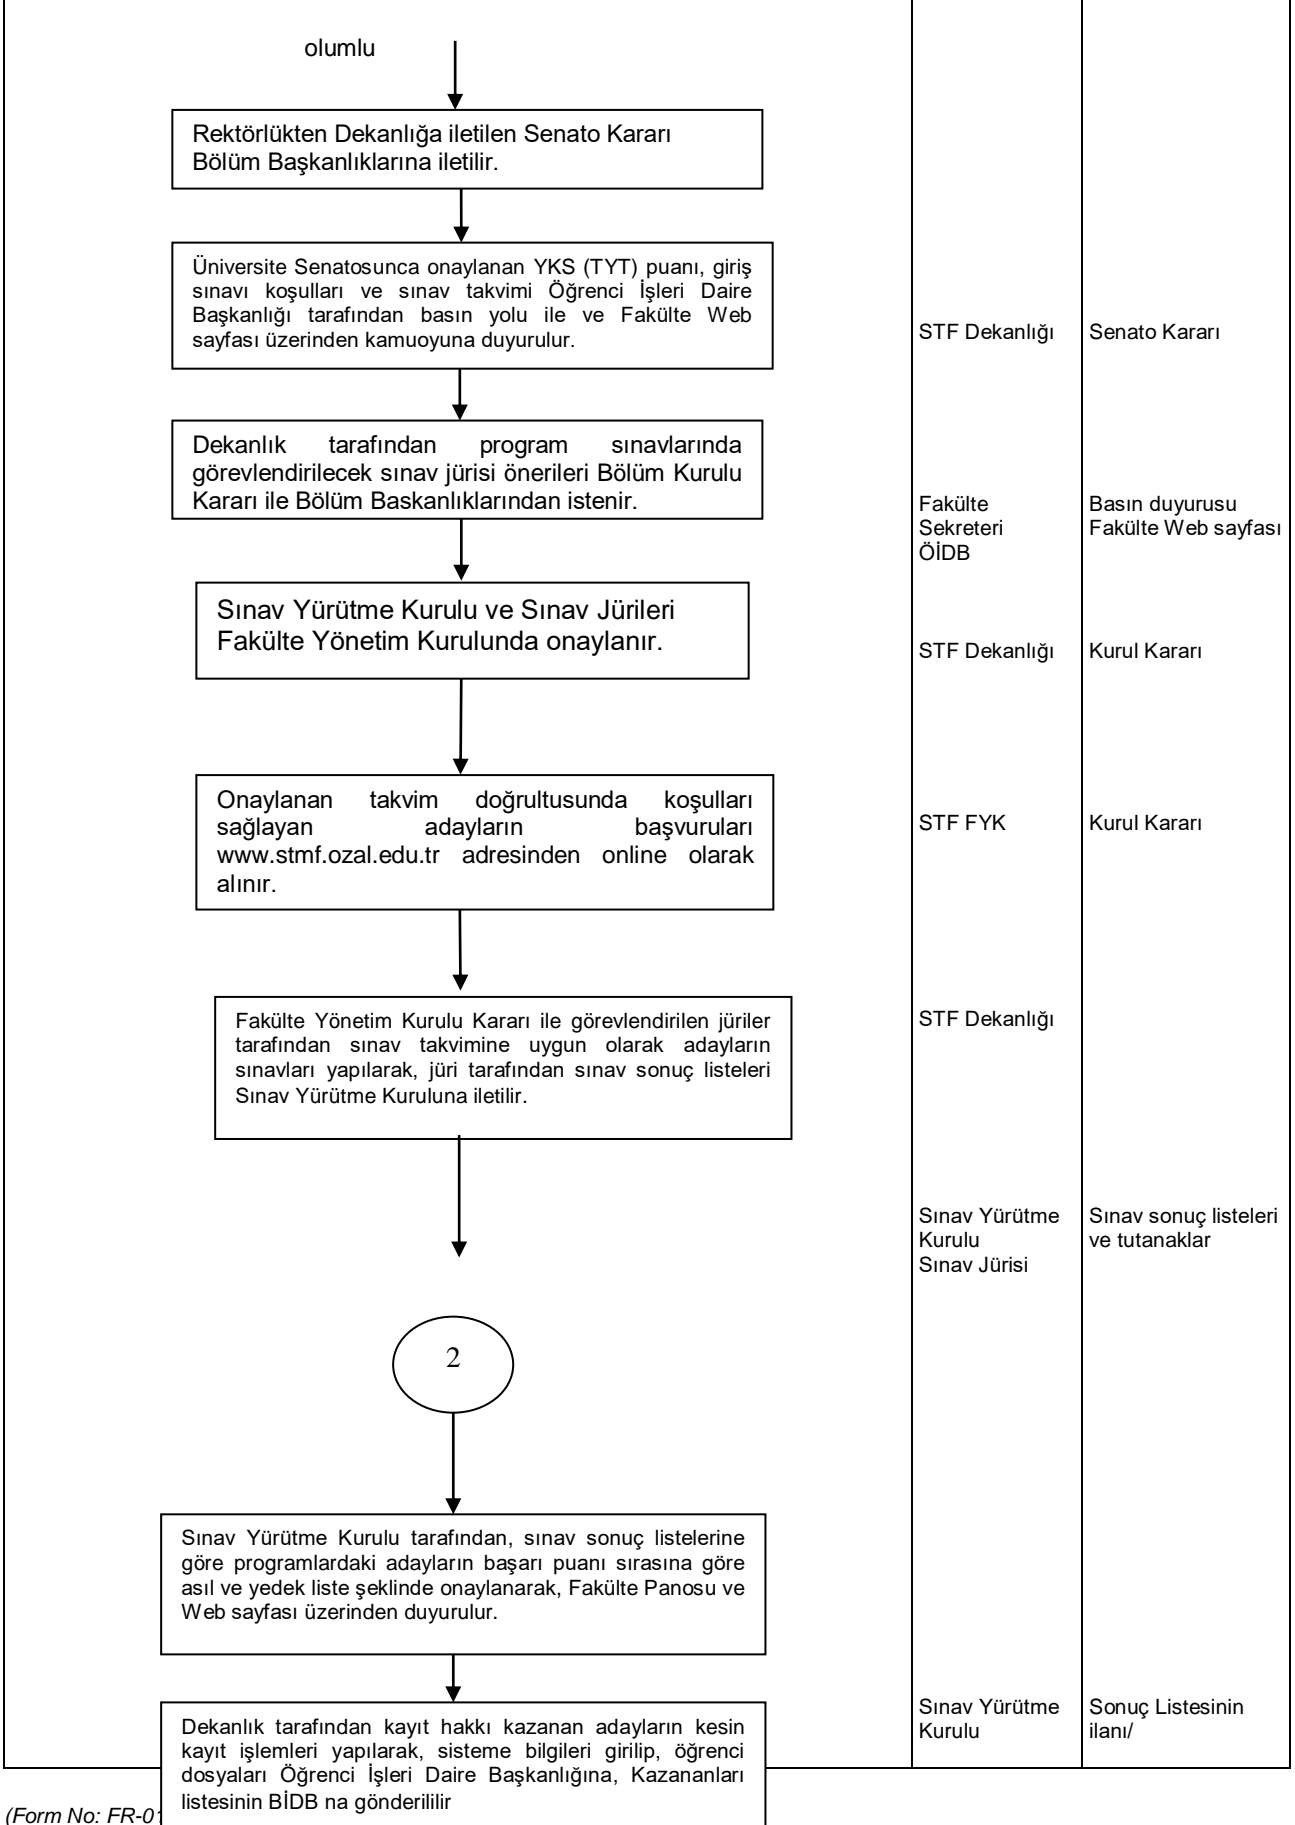 olumlu
Rektörlükten Dekanlığa iletilen Senato Kararı
Bölüm Başkanlıklarına iletilir.
Üniversite Senatosunca onaylanan YKS (TYT) puanı, giriş
sınavı koşulları ve sınav takvimi Öğrenci İşleri Daire
Başkanlığı tarafından basın yolu ile ve Fakülte Web
sayfası üzerinden kamuoyuna duyurulur.
STF Dekanlığı
Senato Kararı
Dekanlık tarafından program sınavlarında
görevlendirilecek sınav jürisi önerileri Bölüm Kurulu
Kararı ile Bölüm Baskanlıklarından istenir.
Fakülte
Sekreteri
ÖİDB
Basın duyurusu
Fakülte Web sayfası
Sınav Yürütme Kurulu ve Sınav Jürileri
Fakülte Yönetim Kurulunda onaylanır.
STF Dekanlığı
Kurul Kararı
Onaylanan takvim doğrultusunda koşulları
sağlayan adayların başvuruları
www.stmf.ozal.edu.tr adresinden online olarak
alınır.
STF FYK
Kurul Kararı
Fakülte Yönetim Kurulu Kararı ile görevlendirilen jüriler
tarafından sınav takvimine uygun olarak adayların
sınavları yapılarak, jüri tarafından sınav sonuç listeleri
Sınav Yürütme Kuruluna iletilir.
STF Dekanlığı
Sınav Yürütme
Kurulu
Sınav Jürisi
Sınav sonuç listeleri
ve tutanaklar
2
Sınav Yürütme Kurulu tarafından, sınav sonuç listelerine
göre programlardaki adayların başarı puanı sırasına göre
asıl ve yedek liste şeklinde onaylanarak, Fakülte Panosu ve
Web sayfası üzerinden duyurulur.
Sınav Yürütme
Kurulu
Sonuç Listesinin
ilanı/
Dekanlık tarafından kayıt hakkı kazanan adayların kesin
kayıt işlemleri yapılarak, sisteme bilgileri girilip, öğrenci
dosyaları Öğrenci İşleri Daire Başkanlığına, Kazananları
listesinin BİDB na gönderililir
(Form No: FR-01